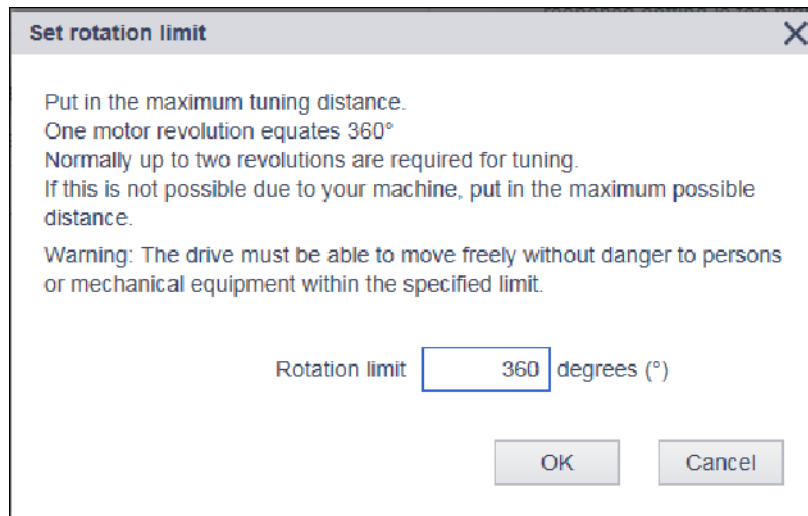 Set rotation limit
Put in the maximum tuning distance.
One motor revolution equates 360°
Normally up to two revolutions are required for tuning.
If this is not possible due to your machine, put in the maximum possible
distance.
Warning: The drive must be able to move freely without danger to persons
or mechanical equipment within the specified limit.
Rotation limit 360 degrees (°)
OK Cancel